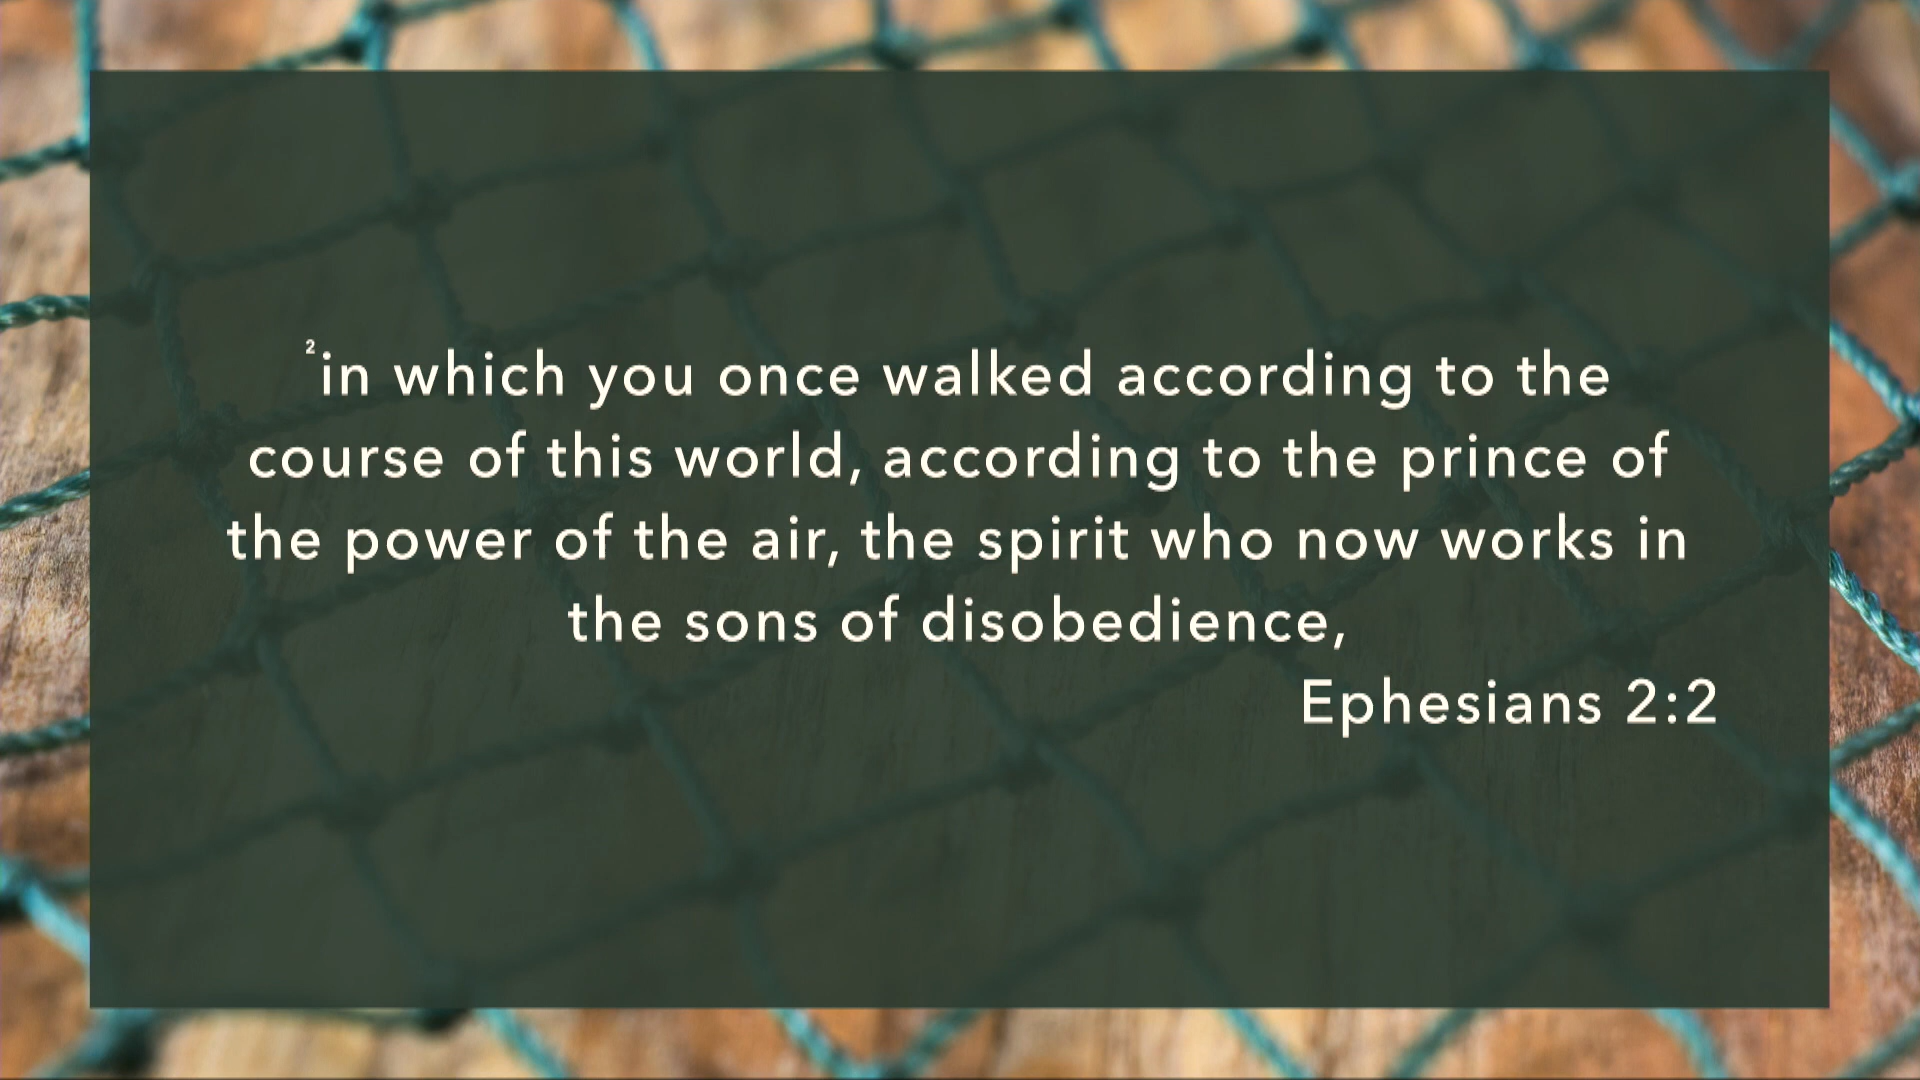 ²in which you once walked according to the
course of this world, according to the prince of
the power of the air, the spirit who now works in
the sons of disobedience,
Ephesians 2:2